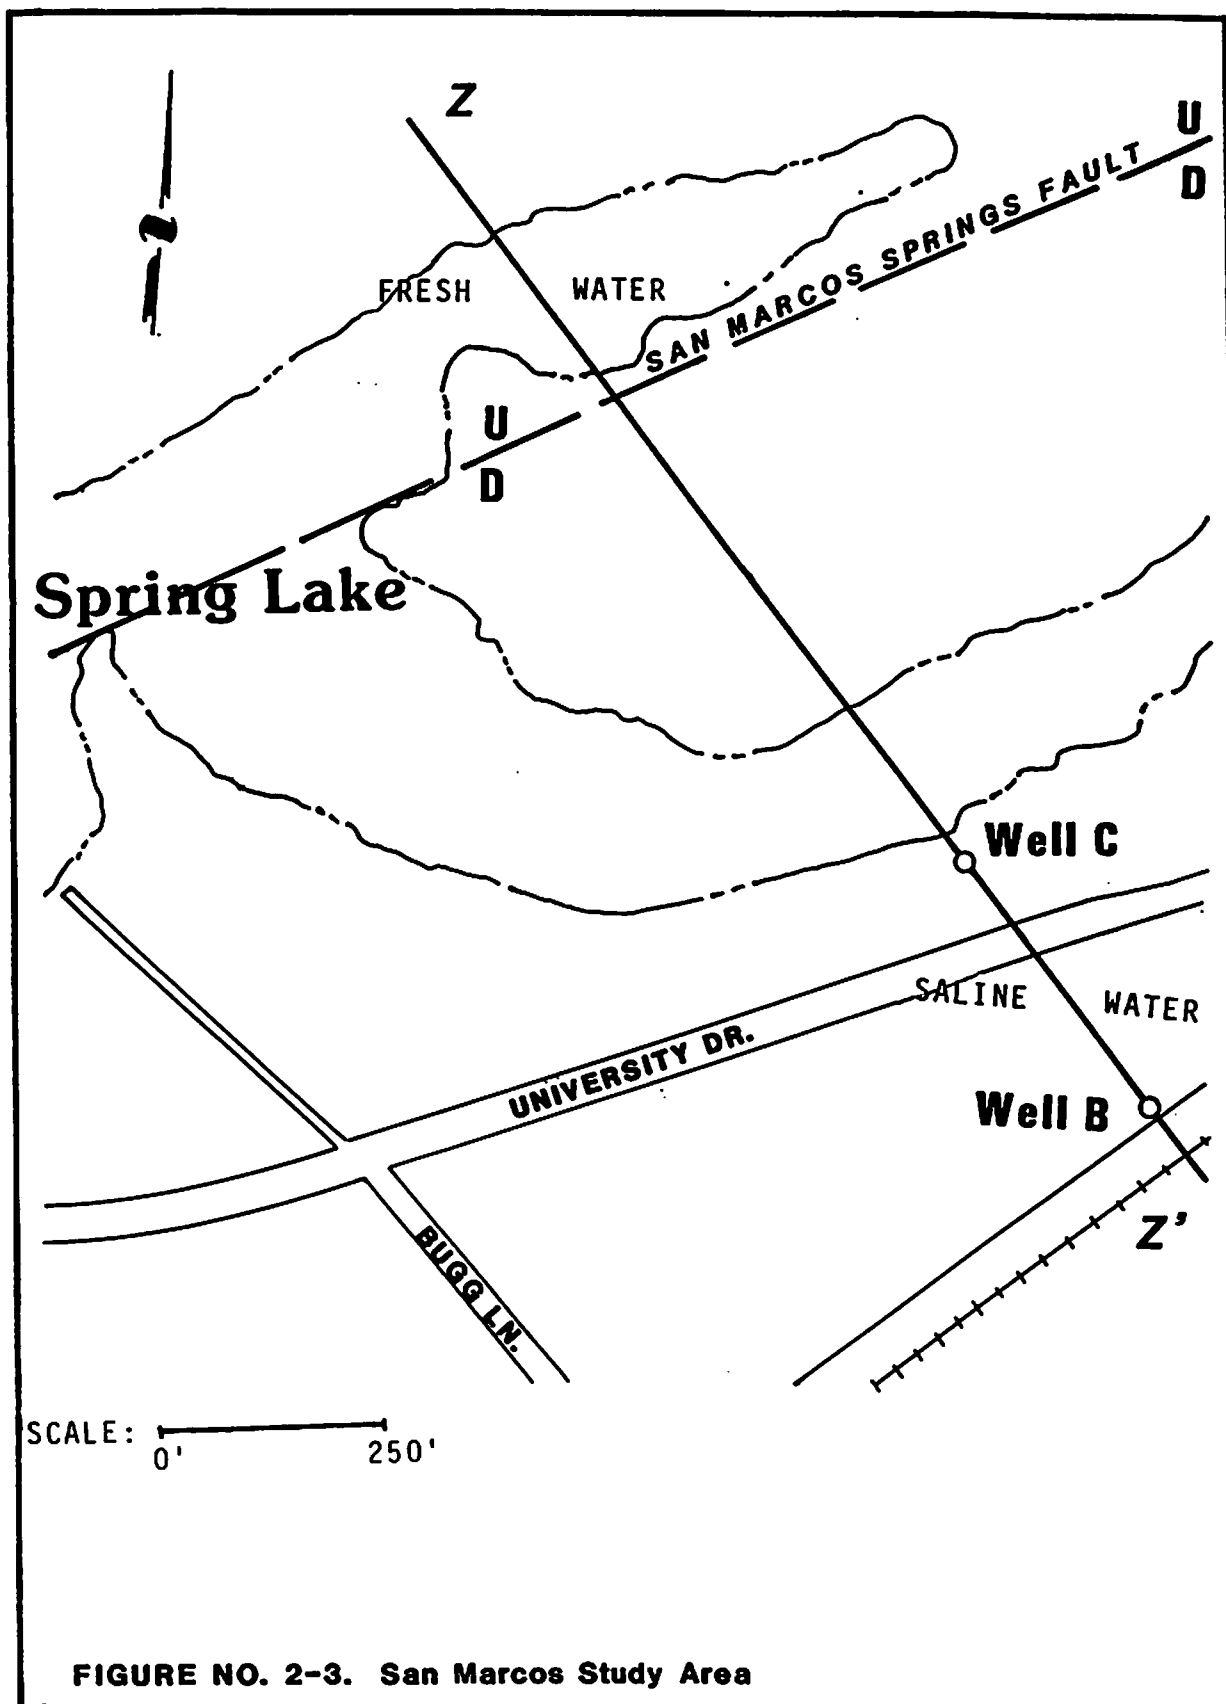 Z
U
D
SAN MARCOS SPRINGS FAULT
FRESH WATER
U
D
Spring Lake
Well C
SALINE WATER
UNIVERSITY DR.
Well B
Z'
BUGG LN.
SCALE:
0' 250'
FIGURE NO. 2-3. San Marcos Study Area